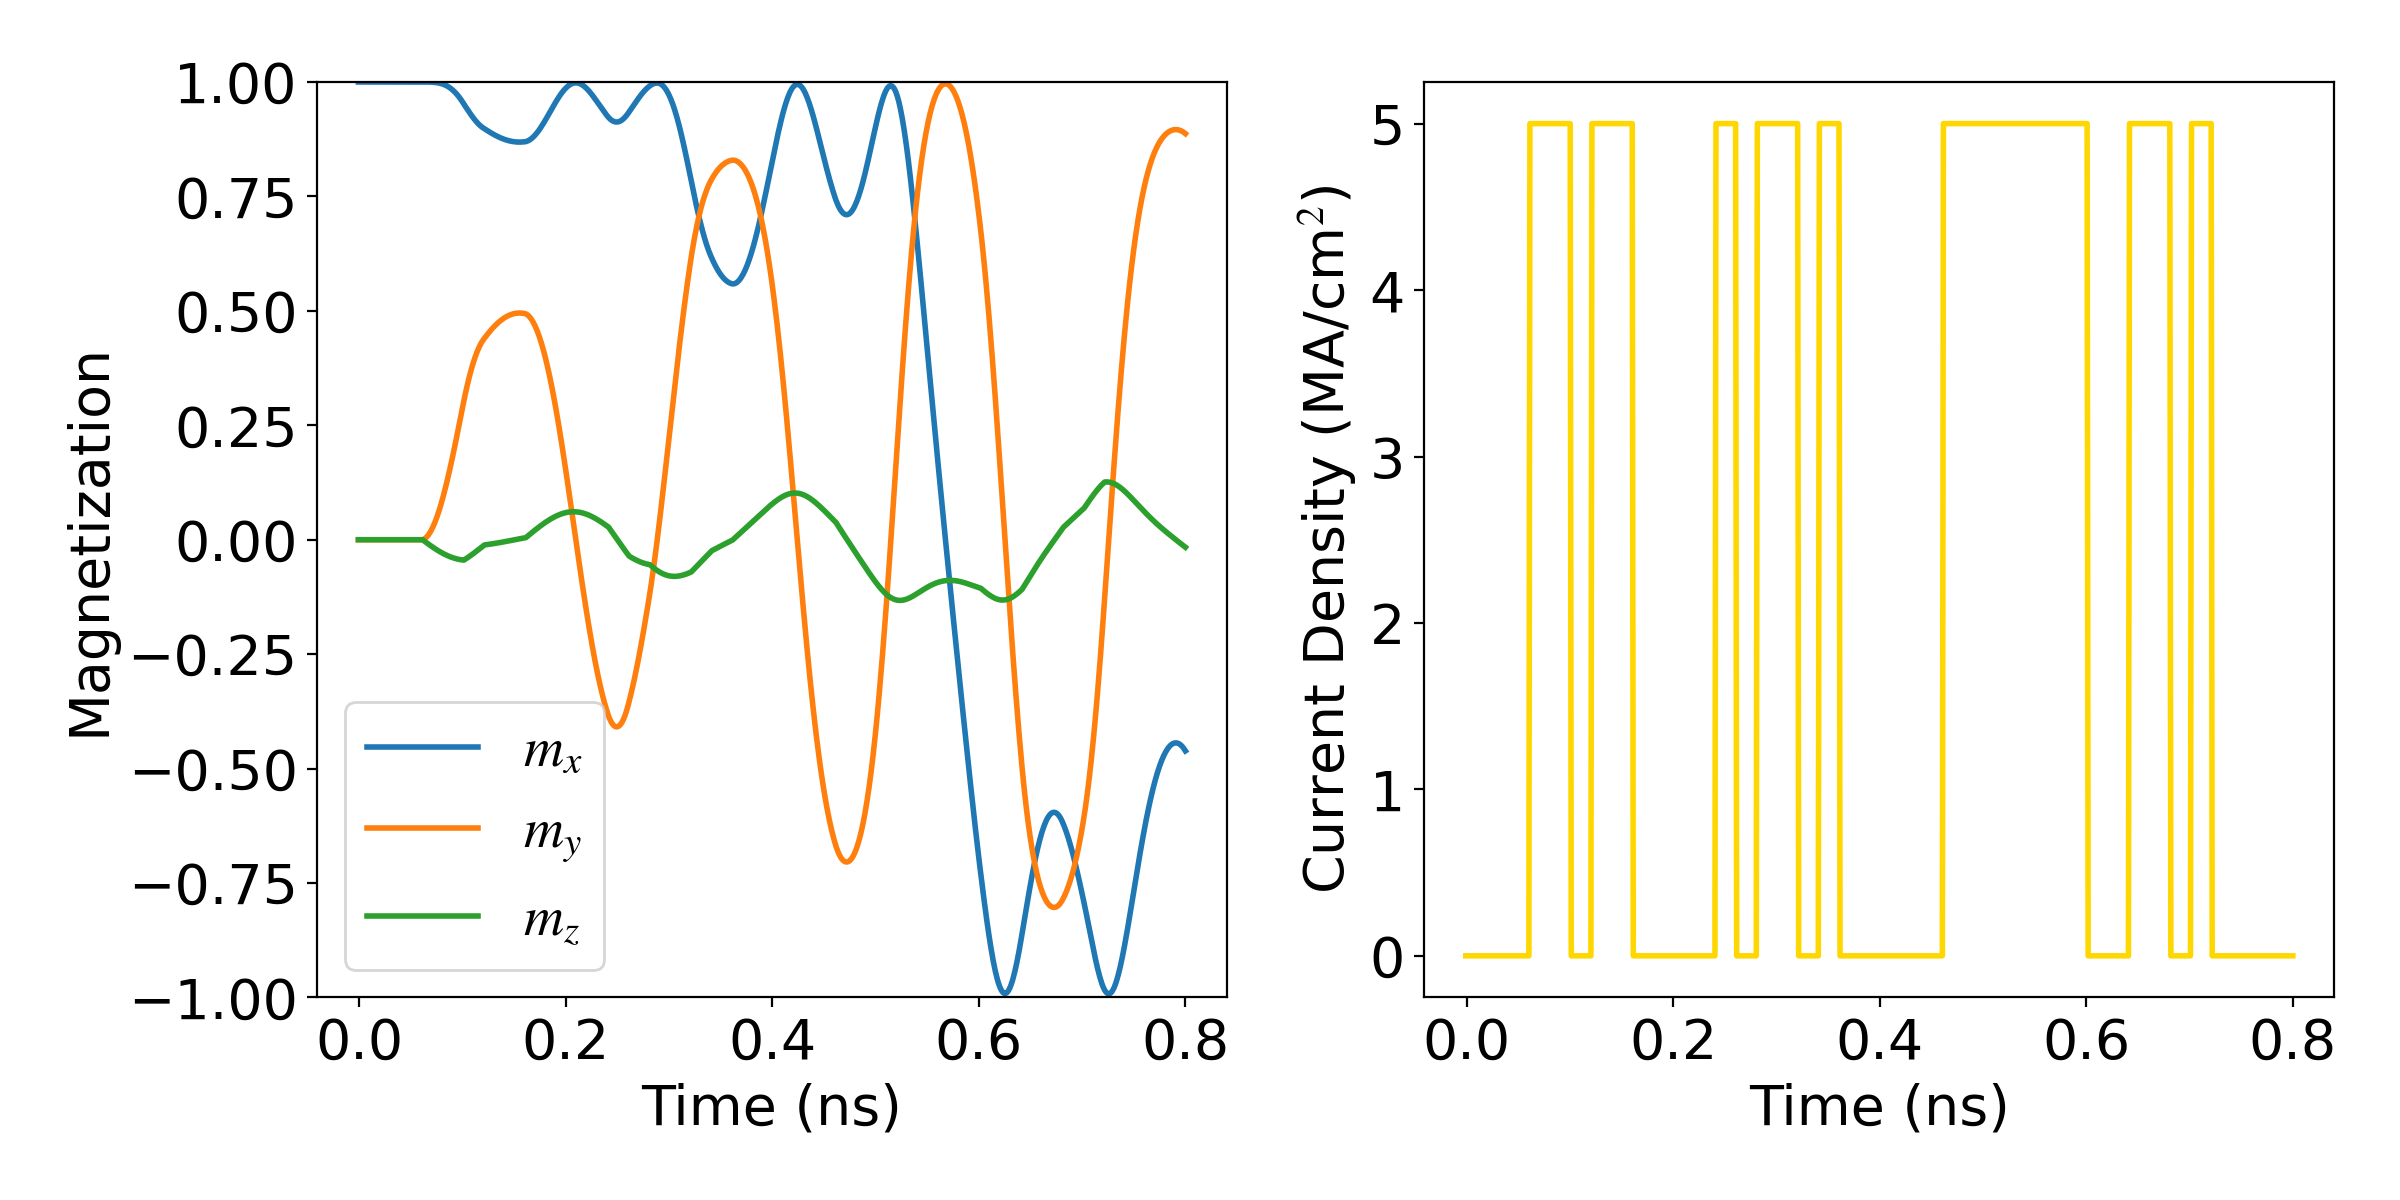 1.00
0.75
0.50
0.25
0.00
−0.25
−0.50
−0.75
−1.00
Magnetization
m_x
m_y
m_z
0.0 0.2 0.4 0.6 0.8
Time (ns)
5
4
3
2
1
0
Current Density (MA/cm²)
0.0 0.2 0.4 0.6 0.8
Time (ns)